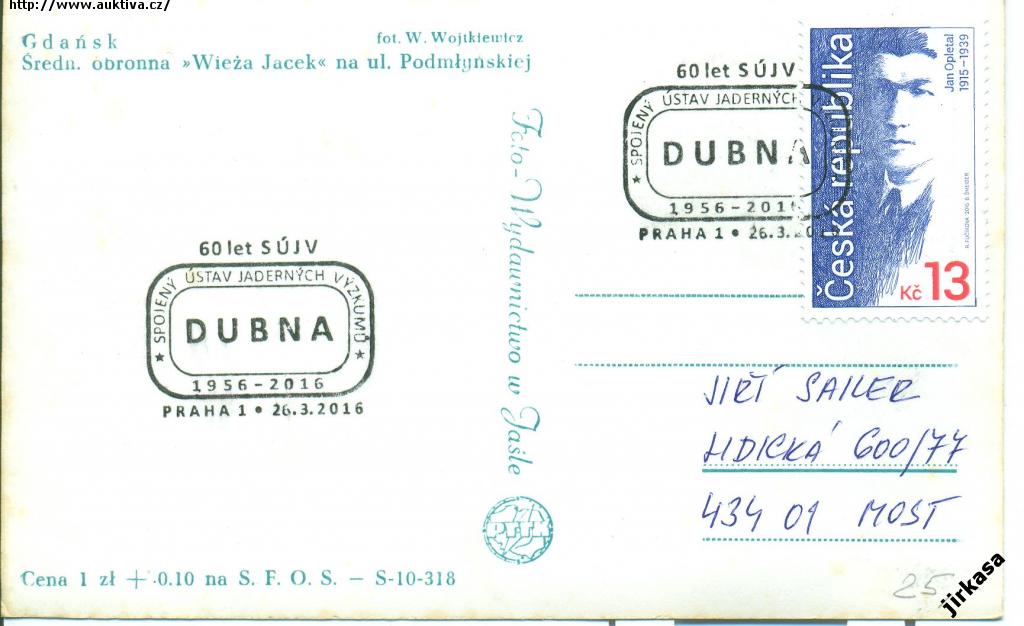 http://www.auktiva.cz/
Gdańsk
fot. W. Wojtkiewicz
Średn. obronna »Wieża Jacek« na ul. Podmłyńskiej
60 let SÚJV
SPOJENÝ ÚSTAV JADERNÝCH
DUBNA
1956-2016
PRAHA 1 • 26.3.2016
Česká republika
Jan Opletal
1915–1939
Kč 13
60 let SÚJV
SPOJENÝ ÚSTAV JADERNÝCH VÝZKUMŮ
DUBNA
1956-2016
PRAHA 1 • 26.3.2016
Foto-Wydawnictwo w Jaśle
PTTK
JIŘÍ SAILER
LIDICKÁ 600/77
434 01 MOST
Cena 1 zł + 0.10 na S. F. O. S. — S-10-318
25
jirkasa